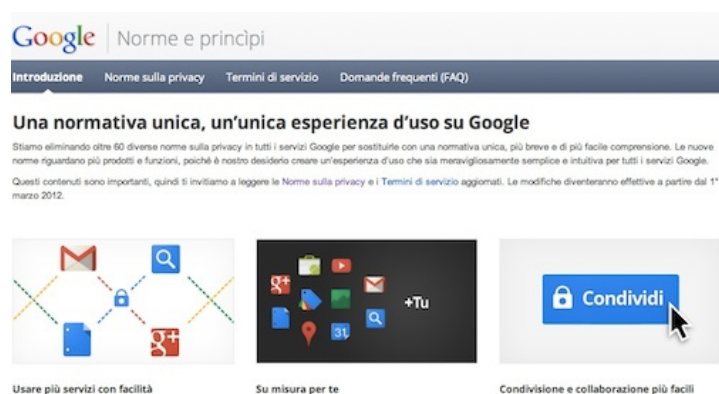 Google Norme e princìpi
Introduzione Norme sulla privacy Termini di servizio Domande frequenti (FAQ)
Una normativa unica, un'unica esperienza d'uso su Google
Stiamo eliminando oltre 60 diverse norme sulla privacy in tutti i servizi Google per sostituirle con una normativa unica, più breve e di più facile comprensione. Le nuove
norme riguardano più prodotti e funzioni, poiché è nostro desiderio creare un'esperienza d'uso che sia meravigliosamente semplice e intuitiva per tutti i servizi Google.
Questi contenuti sono importanti, quindi ti invitiamo a leggere le Norme sulla privacy e i Termini di servizio aggiornati. Le modifiche diventeranno effettive a partire dal 1°
marzo 2012.
g+
g+
31
+Tu
Condividi
Usare più servizi con facilità
Su misura per te
Condivisione e collaborazione più facili